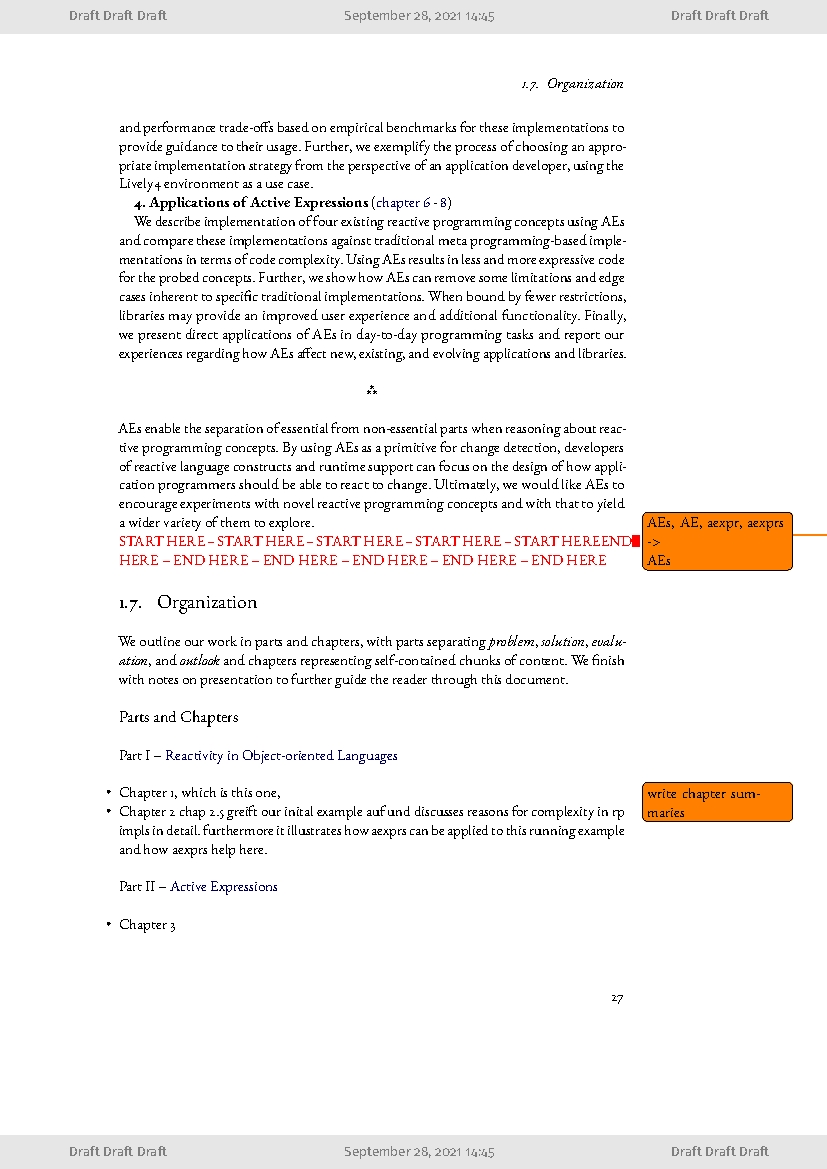 Draft Draft Draft September 28, 2021 14:45 Draft Draft Draft
1.7. Organization
and performance trade-offs based on empirical benchmarks for these implementations to
provide guidance to their usage. Further, we exemplify the process of choosing an appro-
priate implementation strategy from the perspective of an application developer, using the
Lively4 environment as a use case.
4. Applications of Active Expressions (chapter 6 - 8)
We describe implementation of four existing reactive programming concepts using AEs
and compare these implementations against traditional meta programming-based imple-
mentations in terms of code complexity. Using AEs results in less and more expressive code
for the probed concepts. Further, we show how AEs can remove some limitations and edge
cases inherent to specific traditional implementations. When bound by fewer restrictions,
libraries may provide an improved user experience and additional functionality. Finally,
we present direct applications of AEs in day-to-day programming tasks and report our
experiences regarding how AEs affect new, existing, and evolving applications and libraries.
⁂
AEs enable the separation of essential from non-essential parts when reasoning about reac-
tive programming concepts. By using AEs as a primitive for change detection, developers
of reactive language constructs and runtime support can focus on the design of how appli-
cation programmers should be able to react to change. Ultimately, we would like AEs to
encourage experiments with novel reactive programming concepts and with that to yield
a wider variety of them to explore.
START HERE – START HERE – START HERE – START HERE – START HEREEND
HERE – END HERE – END HERE – END HERE – END HERE – END HERE
AEs, AE, aexpr, aexprs
->
AEs
1.7. Organization
We outline our work in parts and chapters, with parts separating problem, solution, evalu-
ation, and outlook and chapters representing self-contained chunks of content. We finish
with notes on presentation to further guide the reader through this document.
Parts and Chapters
Part I – Reactivity in Object-oriented Languages
• Chapter 1, which is this one,
• Chapter 2 chap 2.5 greift our inital example auf und discusses reasons for complexity in rp
impls in detail. furthermore it illustrates how aexprs can be applied to this running example
and how aexprs help here.
write chapter sum-
maries
Part II – Active Expressions
• Chapter 3
27
Draft Draft Draft September 28, 2021 14:45 Draft Draft Draft